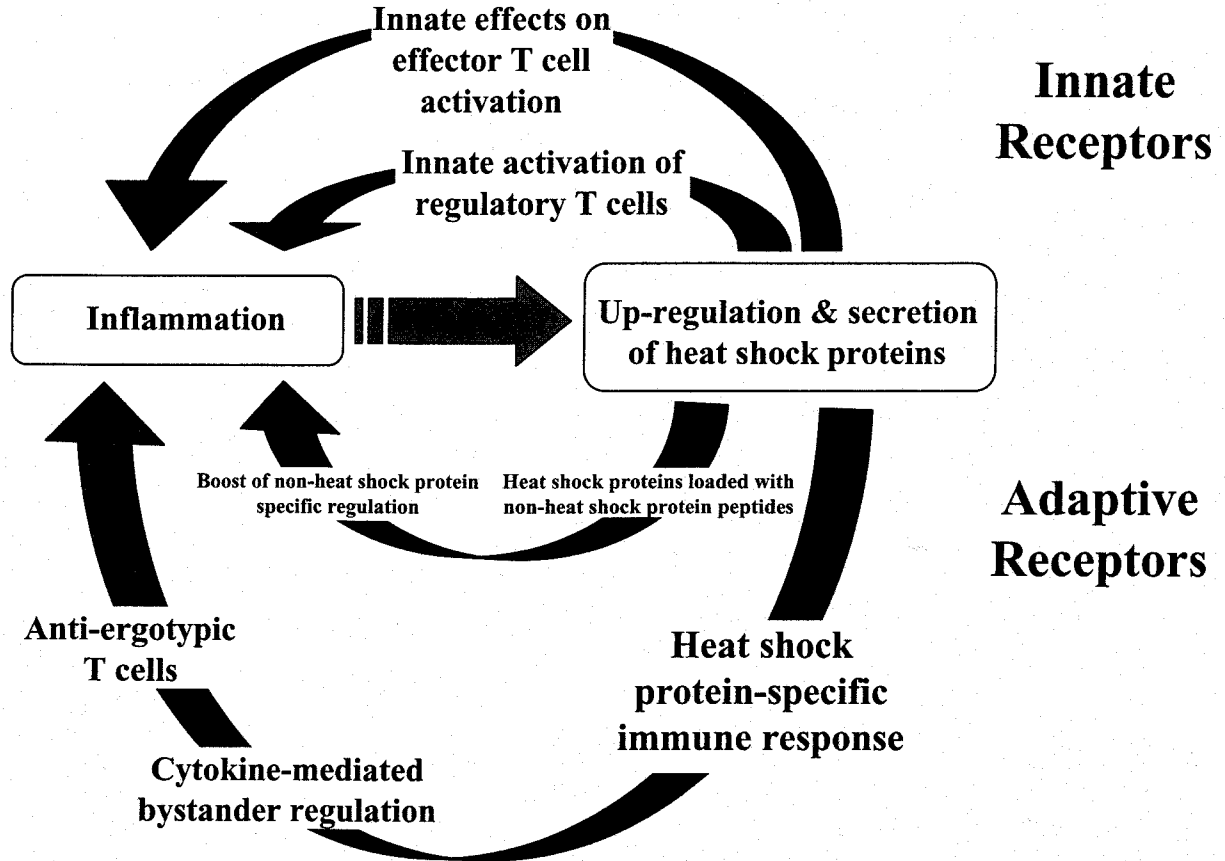 Innate effects on
effector T cell
activation
Innate
Receptors
Innate activation of
regulatory T cells
Inflammation
Up-regulation & secretion
of heat shock proteins
Boost of non-heat shock protein
specific regulation
Heat shock proteins loaded with
non-heat shock protein peptides
Adaptive
Receptors
Anti-ergotypic
T cells
Heat shock
protein-specific
immune response
Cytokine-mediated
bystander regulation